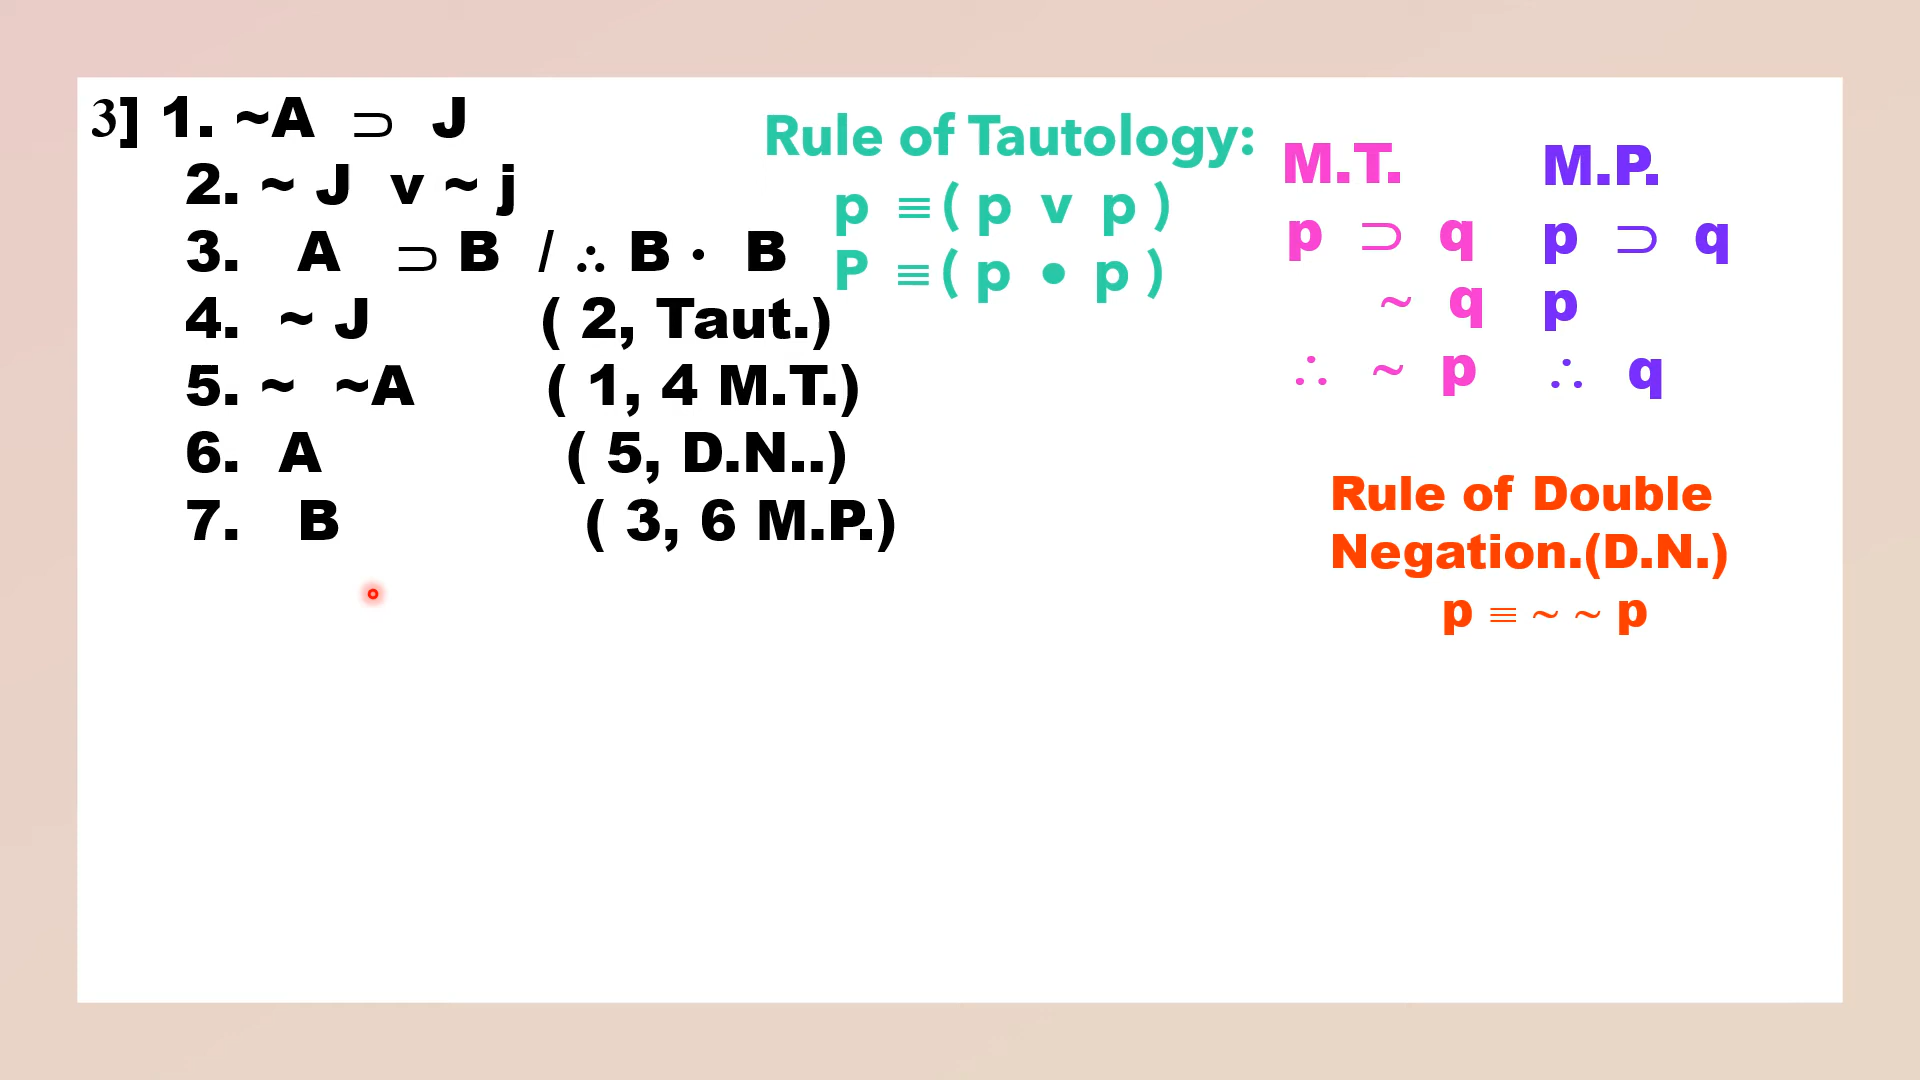 3] 1. ~A ⊃ J
2. ~ J v ~ j
3. A ⊃ B / ∴ B · B
4. ~ J ( 2, Taut.)
5. ~ ~A ( 1, 4 M.T.)
6. A ( 5, D.N..)
7. B ( 3, 6 M.P.)
Rule of Tautology:
p ≡ ( p v p )
P ≡ ( p • p )
M.T.
p ⊃ q
~ q
∴ ~ p
M.P.
p ⊃ q
p
∴ q
Rule of Double
Negation.(D.N.)
p ≡ ~ ~ p